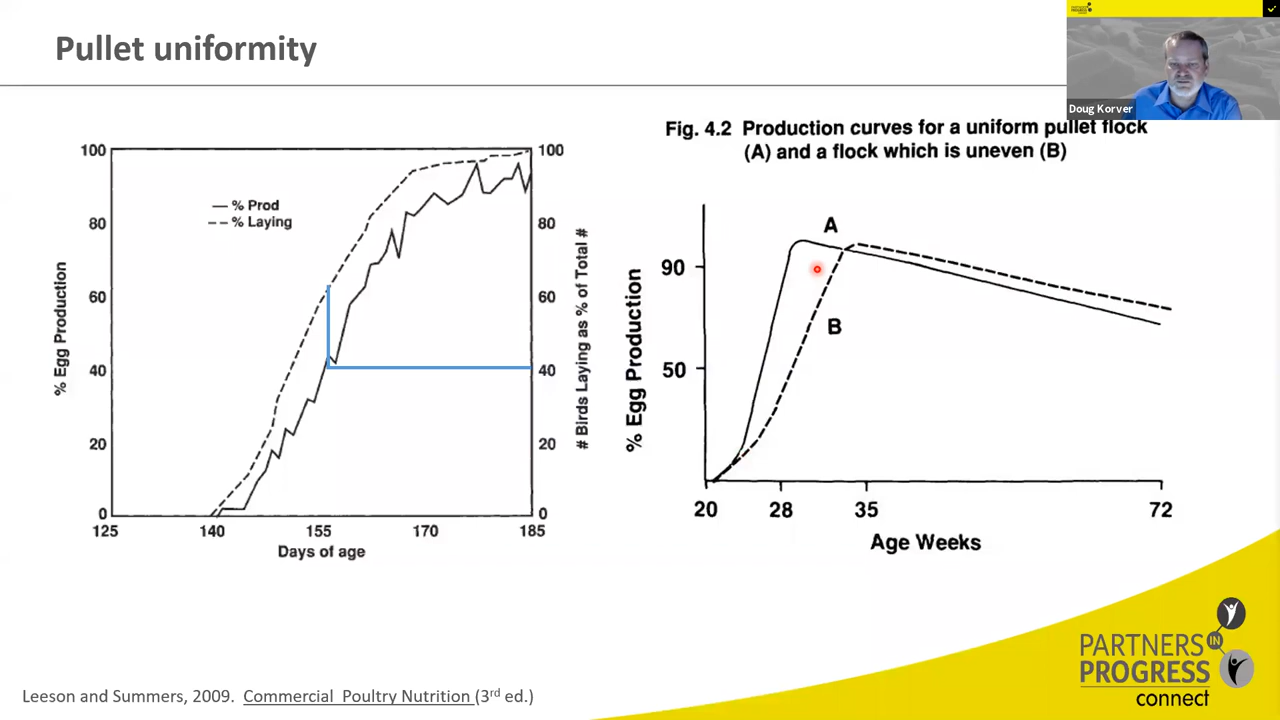 Pullet uniformity
Doug Korver
100
80
60
40
20
0
% Egg Production
% Prod
% Laying
100
80
60
40
20
0
# Birds Laying as % of Total #
125
140
155
170
185
Days of age
Fig. 4.2 Production curves for a uniform pullet flock
(A) and a flock which is uneven (B)
A
B
90
50
% Egg Production
20
28
35
72
Age Weeks
Leeson and Summers, 2009. Commercial Poultry Nutrition (3rd ed.)
PARTNERS IN
PROGRESS
connect